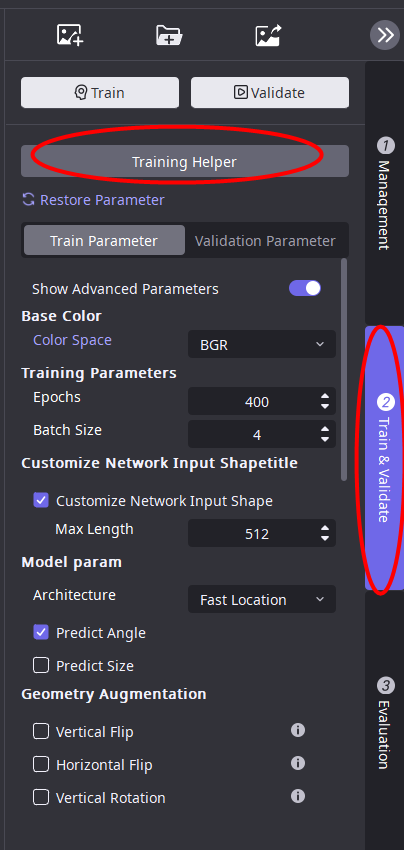 Train
Validate
Training Helper
Restore Parameter
Train Parameter
Validation Parameter
Show Advanced Parameters
Base Color
Color Space
BGR
Training Parameters
Epochs
400
Batch Size
4
Customize Network Input Shapetitle
Customize Network Input Shape
Max Length
512
Model param
Architecture
Fast Location
Predict Angle
Predict Size
Geometry Augmentation
Vertical Flip
Horizontal Flip
Vertical Rotation
1
Management
2
Train & Validate
3
Evaluation